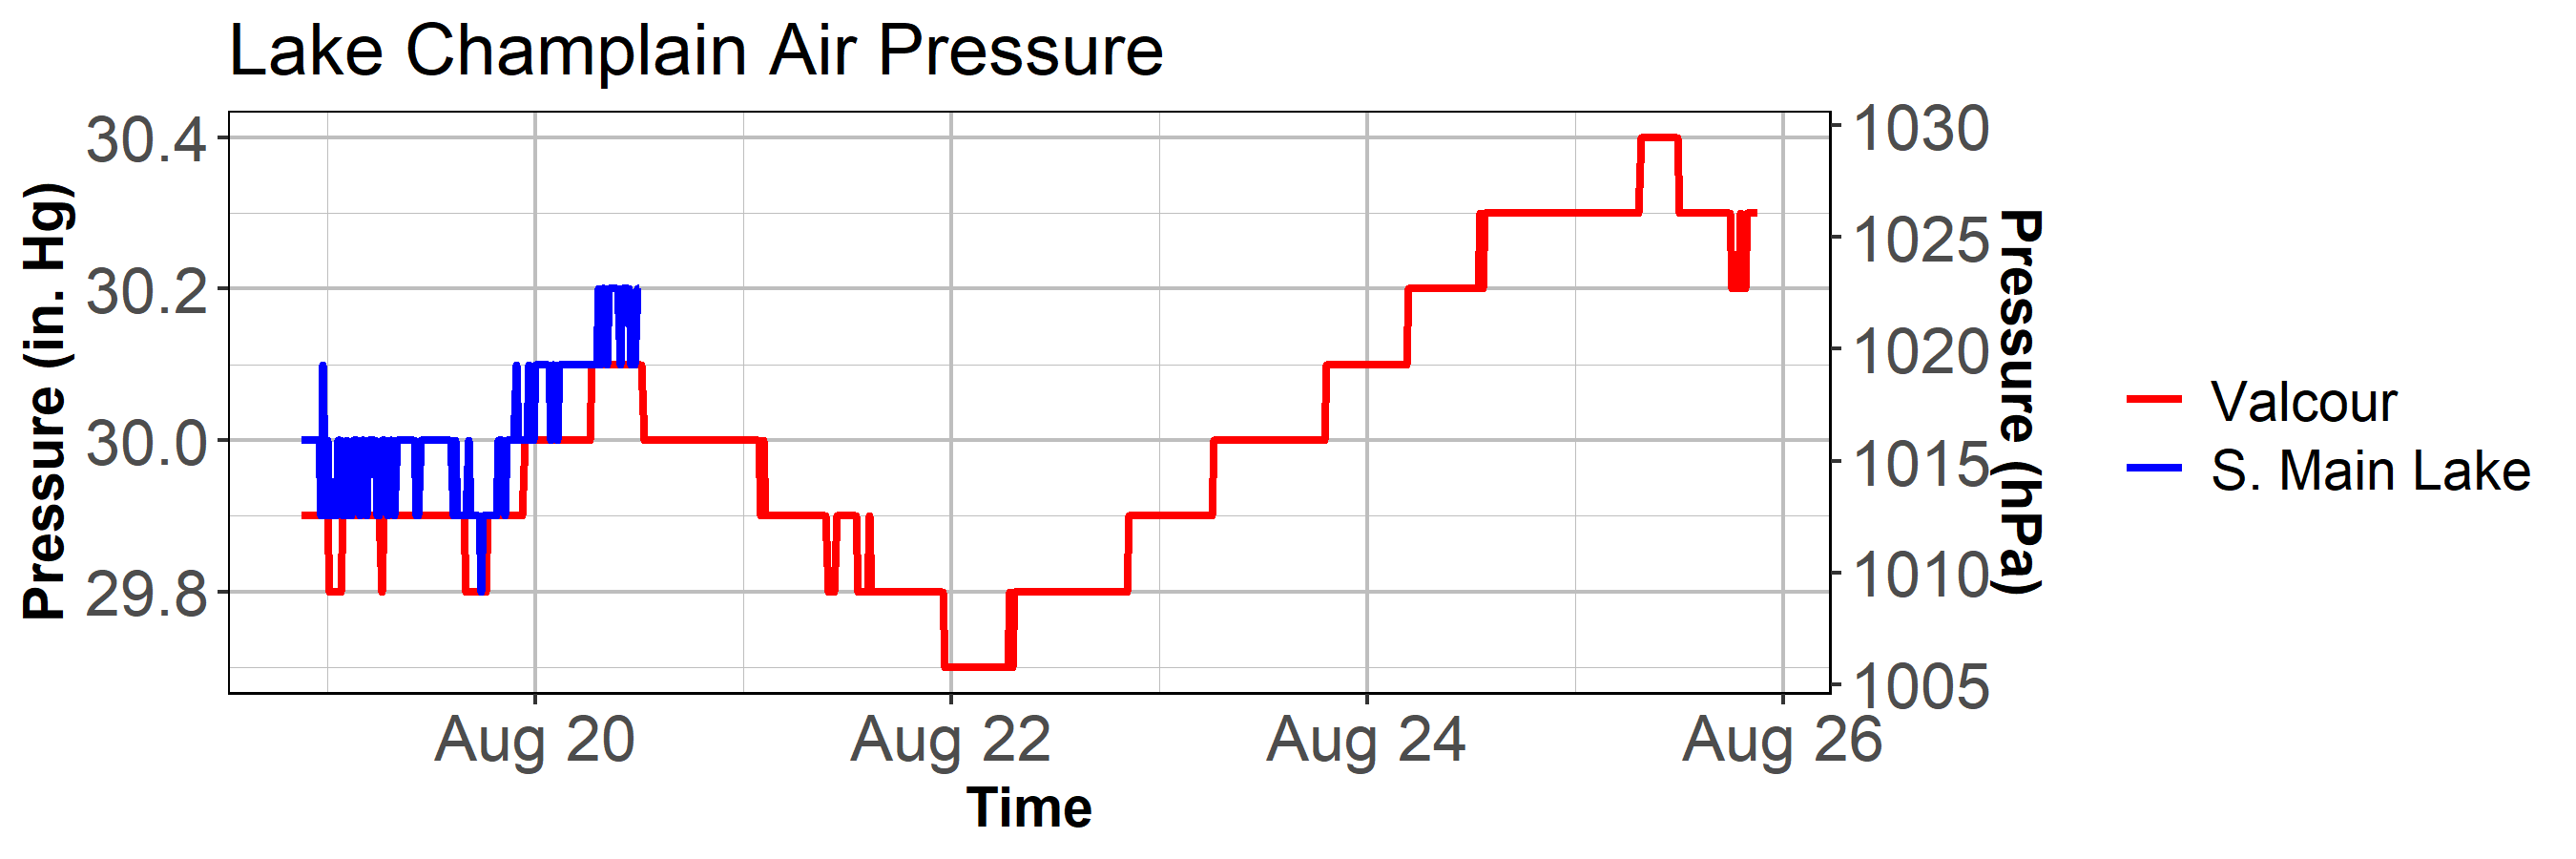 Lake Champlain Air Pressure
Pressure (in. Hg)
30.4
30.2
30.0
29.8
1030
1025
1020
1015
1010
1005
Pressure (hPa)
Aug 20
Aug 22
Aug 24
Aug 26
Time
Valcour
S. Main Lake